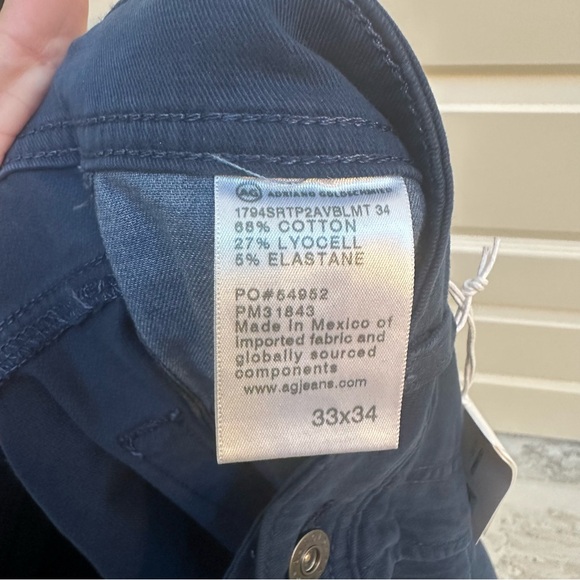 AG ADRIANO GOLDSCHMIED
1794SRTP2AVBLMT 34
68% COTTON
27% LYOCELL
5% ELASTANE
PO#54952
PM31843
Made in Mexico of
imported fabric and
globally sourced
components
www.agjeans.com
33x34